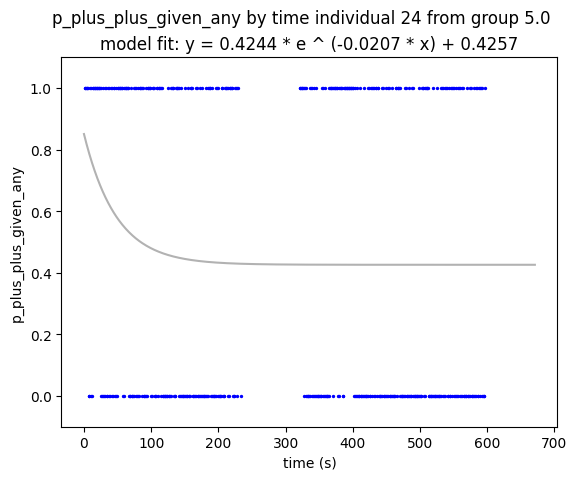 p_plus_plus_given_any by time individual 24 from group 5.0
model fit: y = 0.4244 * e ^ (-0.0207 * x) + 0.4257
1.0
0.8
0.6
0.4
0.2
0.0
p_plus_plus_given_any
0 100 200 300 400 500 600 700
time (s)